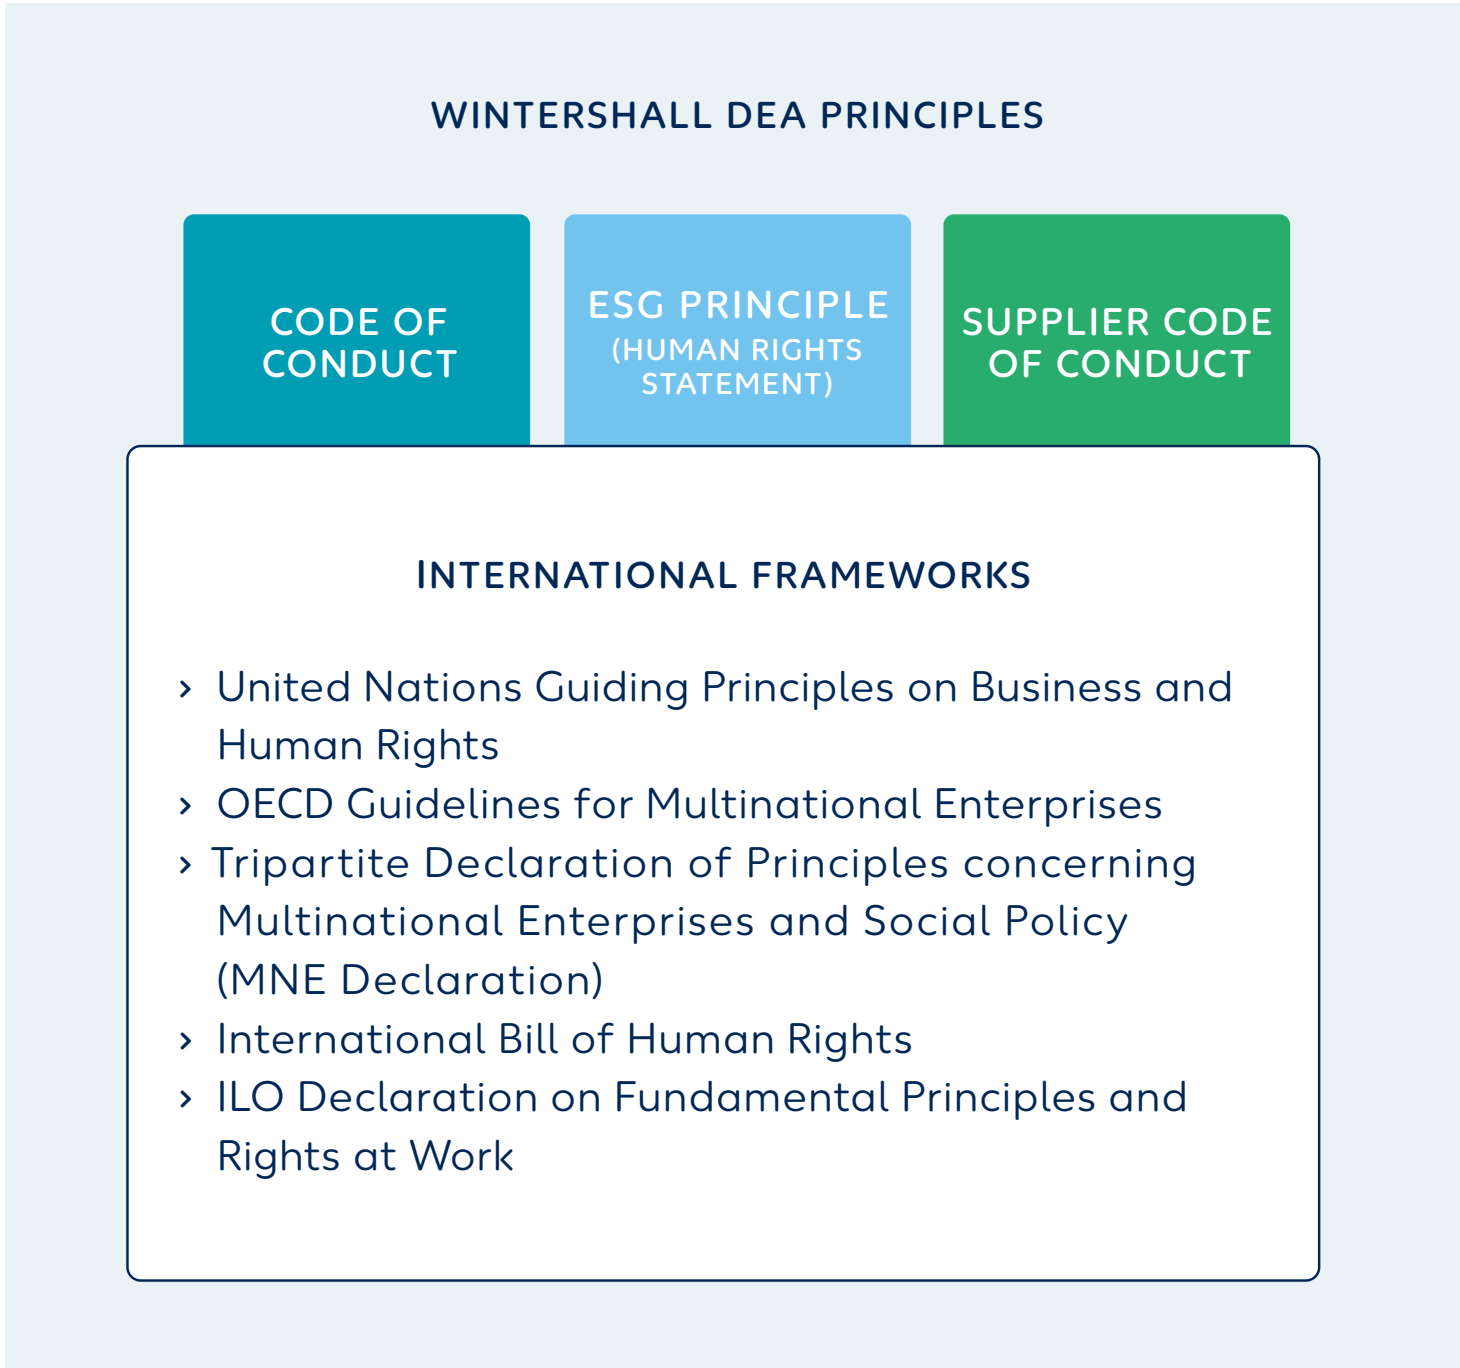 WINTERSHALL DEA PRINCIPLES
CODE OF
CONDUCT
ESG PRINCIPLE
(HUMAN RIGHTS
STATEMENT)
SUPPLIER CODE
OF CONDUCT
INTERNATIONAL FRAMEWORKS
› United Nations Guiding Principles on Business and
Human Rights
› OECD Guidelines for Multinational Enterprises
› Tripartite Declaration of Principles concerning
Multinational Enterprises and Social Policy
(MNE Declaration)
› International Bill of Human Rights
› ILO Declaration on Fundamental Principles and
Rights at Work